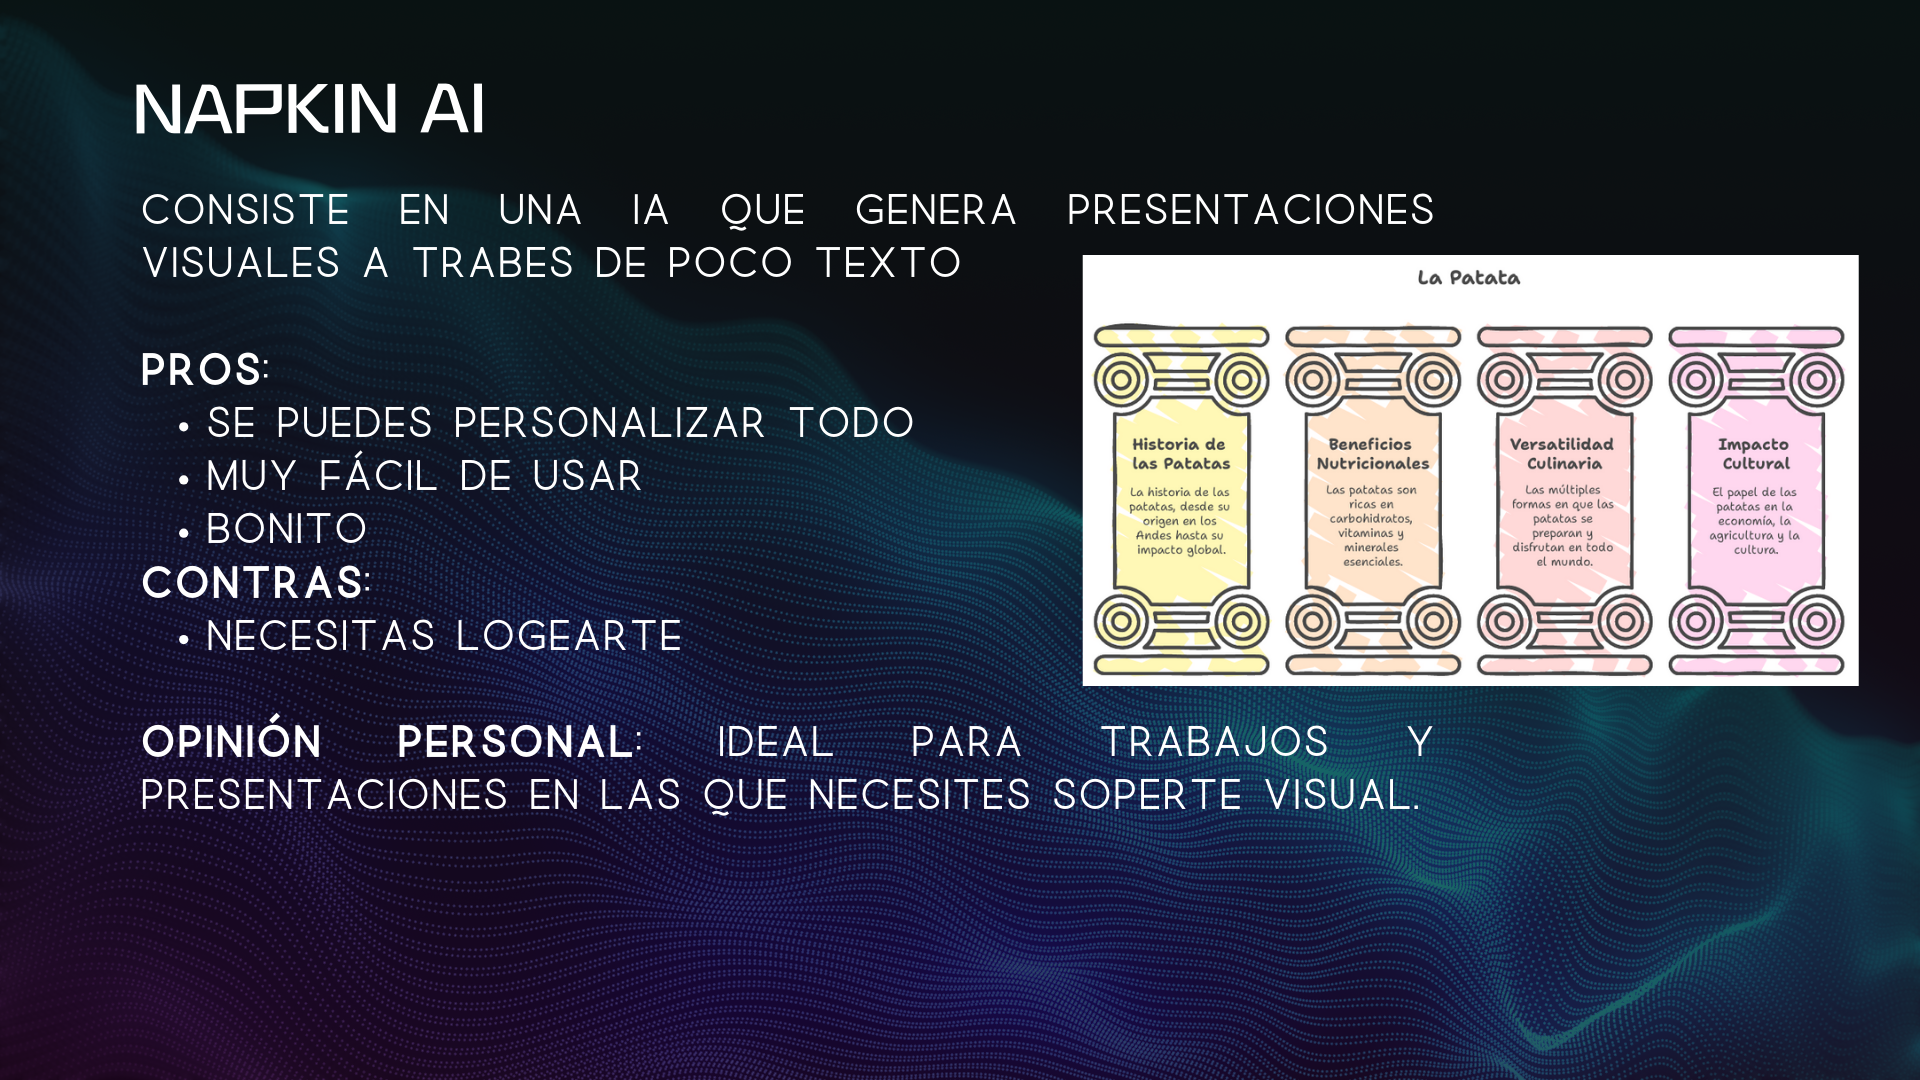 NAPKIN AI
CONSISTE EN UNA IA QUE GENERA PRESENTACIONES
VISUALES A TRABES DE POCO TEXTO
PROS:
• SE PUEDES PERSONALIZAR TODO
• MUY FÁCIL DE USAR
• BONITO
CONTRAS:
• NECESITAS LOGEARTE
OPINIÓN PERSONAL: IDEAL PARA TRABAJOS Y
PRESENTACIONES EN LAS QUE NECESITES SOPERTE VISUAL.
La Patata
Historia de
las Patatas
La historia de las
patatas, desde su
origen en los
Andes hasta su
impacto global.
Beneficios
Nutricionales
Las patatas son
ricas en
carbohidratos,
vitaminas y
minerales
esenciales.
Versatilidad
Culinaria
Las múltiples
formas en que las
patatas se
preparan y
disfrutan en todo
el mundo.
Impacto
Cultural
El papel de las
patatas en la
economía, la
agricultura y la
cultura.